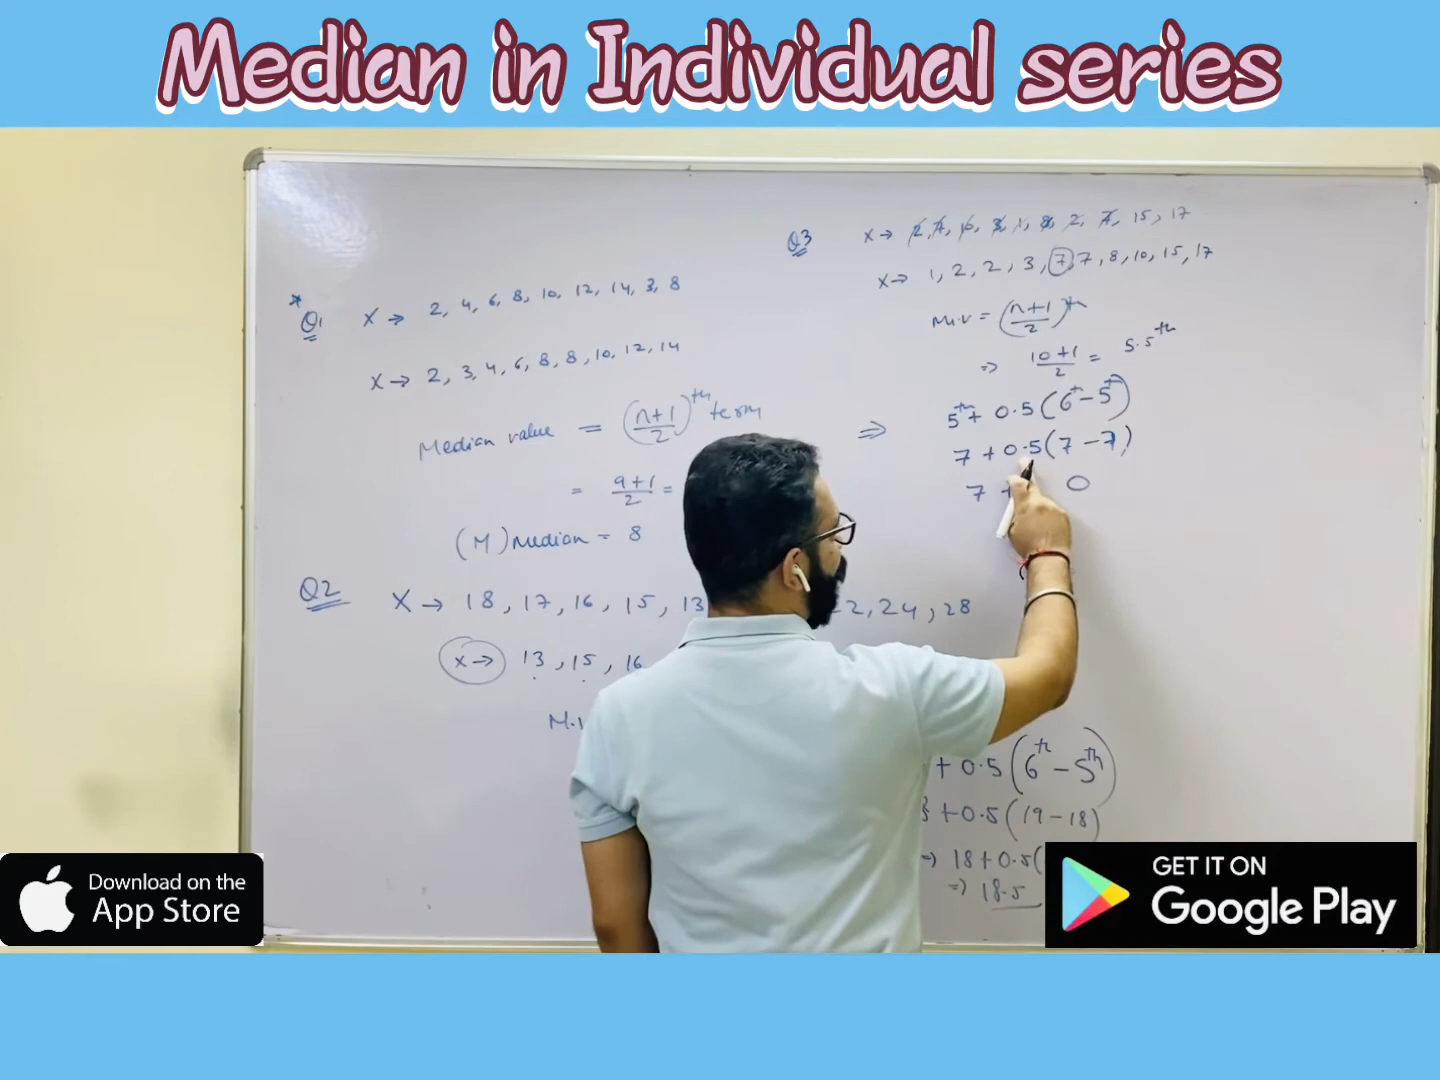 Median in Individual series
* Q1 X → 2, 4, 6, 8, 10, 12, 14, 3, 8
X → 2, 3, 4, 6, 8, 8, 10, 12, 14
Median value = (n+1/2)th term
= 9+1/2 =
(M) Median = 8
Q2 X → 18, 17, 16, 15, 13 2, 24, 28
X → 13, 15, 16
M.
+ 0.5 (6th - 5th)
+ 0.5 (19 - 18)
⇒ 18 + 0.5(
⇒ 18.5
Q3 X → 15, 17
X → 1, 2, 2, 3, 7, 7, 8, 10, 15, 17
M.V = (n+1/2)th
⇒ 10+1/2 = 5.5th
⇒ 5th + 0.5 (6th - 5th)
7 + 0.5 (7 - 7)
7 + 0
Download on the
App Store
GET IT ON
Google Play